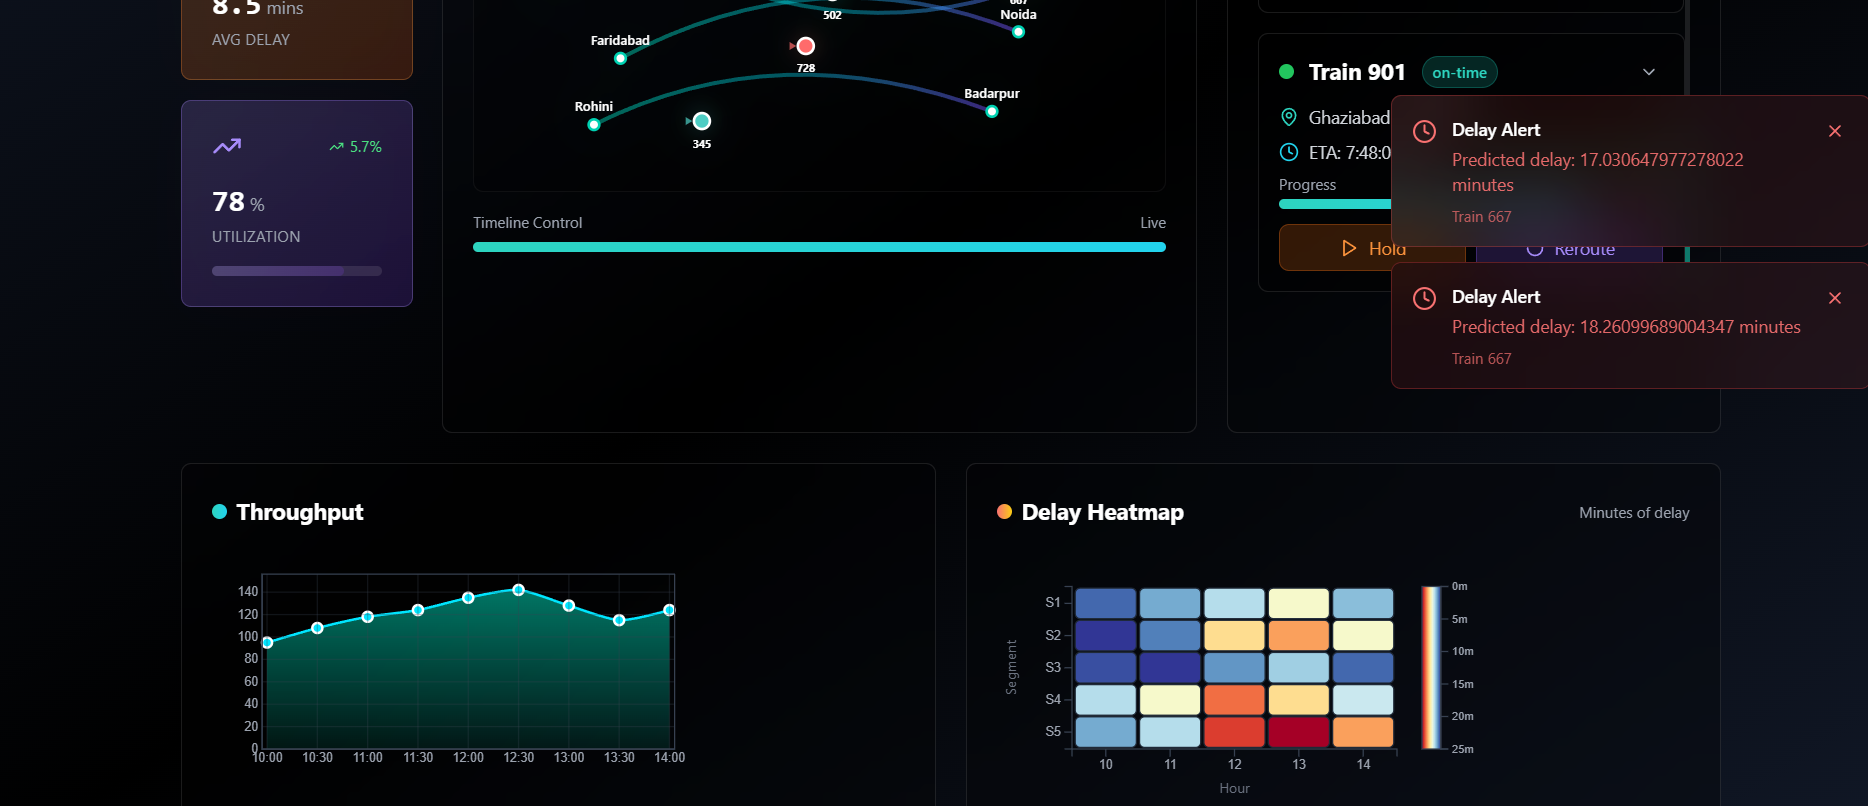 8.5 mins
AVG DELAY
5.7%
78 %
UTILIZATION
502
667
Noida
Faridabad
728
Rohini
Badarpur
345
Timeline Control
Live
Train 901
on-time
Ghaziabad
ETA: 7:48:0
Progress
Hold
Reroute
Delay Alert
Predicted delay: 17.030647977278022
minutes
Train 667
Delay Alert
Predicted delay: 18.26099689004347 minutes
Train 667
Throughput
140
120
100
80
60
40
20
0
10:00 10:30 11:00 11:30 12:00 12:30 13:00 13:30 14:00
Delay Heatmap
Minutes of delay
Segment
S1
S2
S3
S4
S5
10 11 12 13 14
Hour
0m
5m
10m
15m
20m
25m